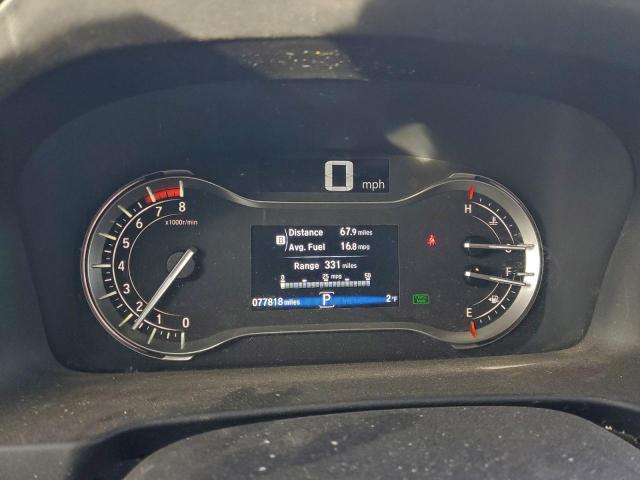 0 mph
8
7
6
5
4
3
2
1
0
x1000r/min
B Distance 67.9 miles
Avg. Fuel 16.8 mpg
Range 331 miles
0 25 50
mpg
077818 miles P 2°F
H
C
F
E